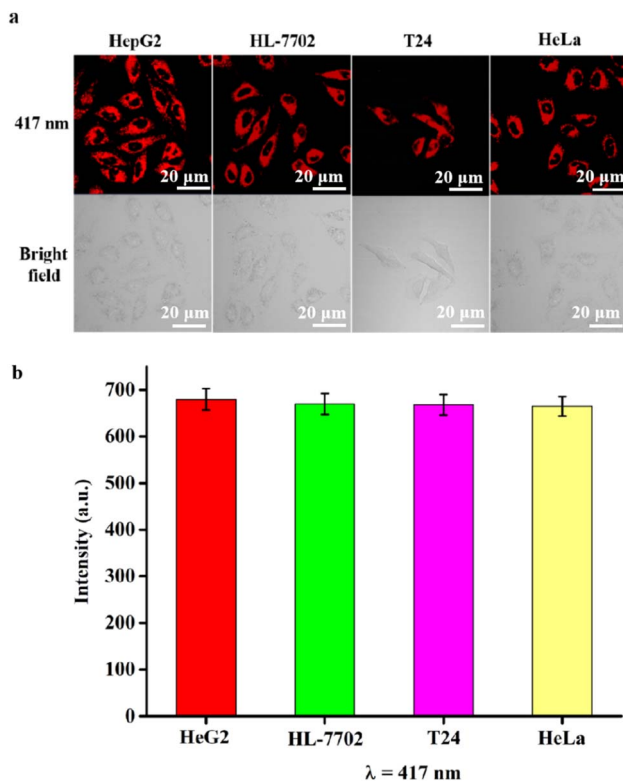 a
HepG2 HL-7702 T24 HeLa
417 nm
20 µm 20 µm 20 µm 20 µm
Bright
field
20 µm 20 µm 20 µm 20 µm
b
700
600
500
400
300
200
100
0
Intensity (a.u.)
HeG2 HL-7702 T24 HeLa
λ = 417 nm